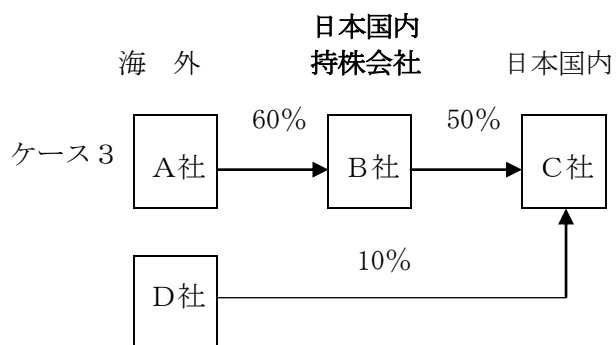 日本国内
海　外　持株会社　日本国内
60％　50％
ケース３　Ａ社　Ｂ社　Ｃ社
10％
Ｄ社